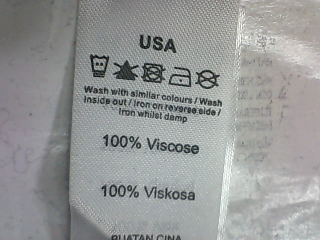 USA
Wash with similar colours / Wash
inside out / Iron on reverse side /
Iron whilst damp
100% Viscose
100% Viskosa
BUATAN CINA